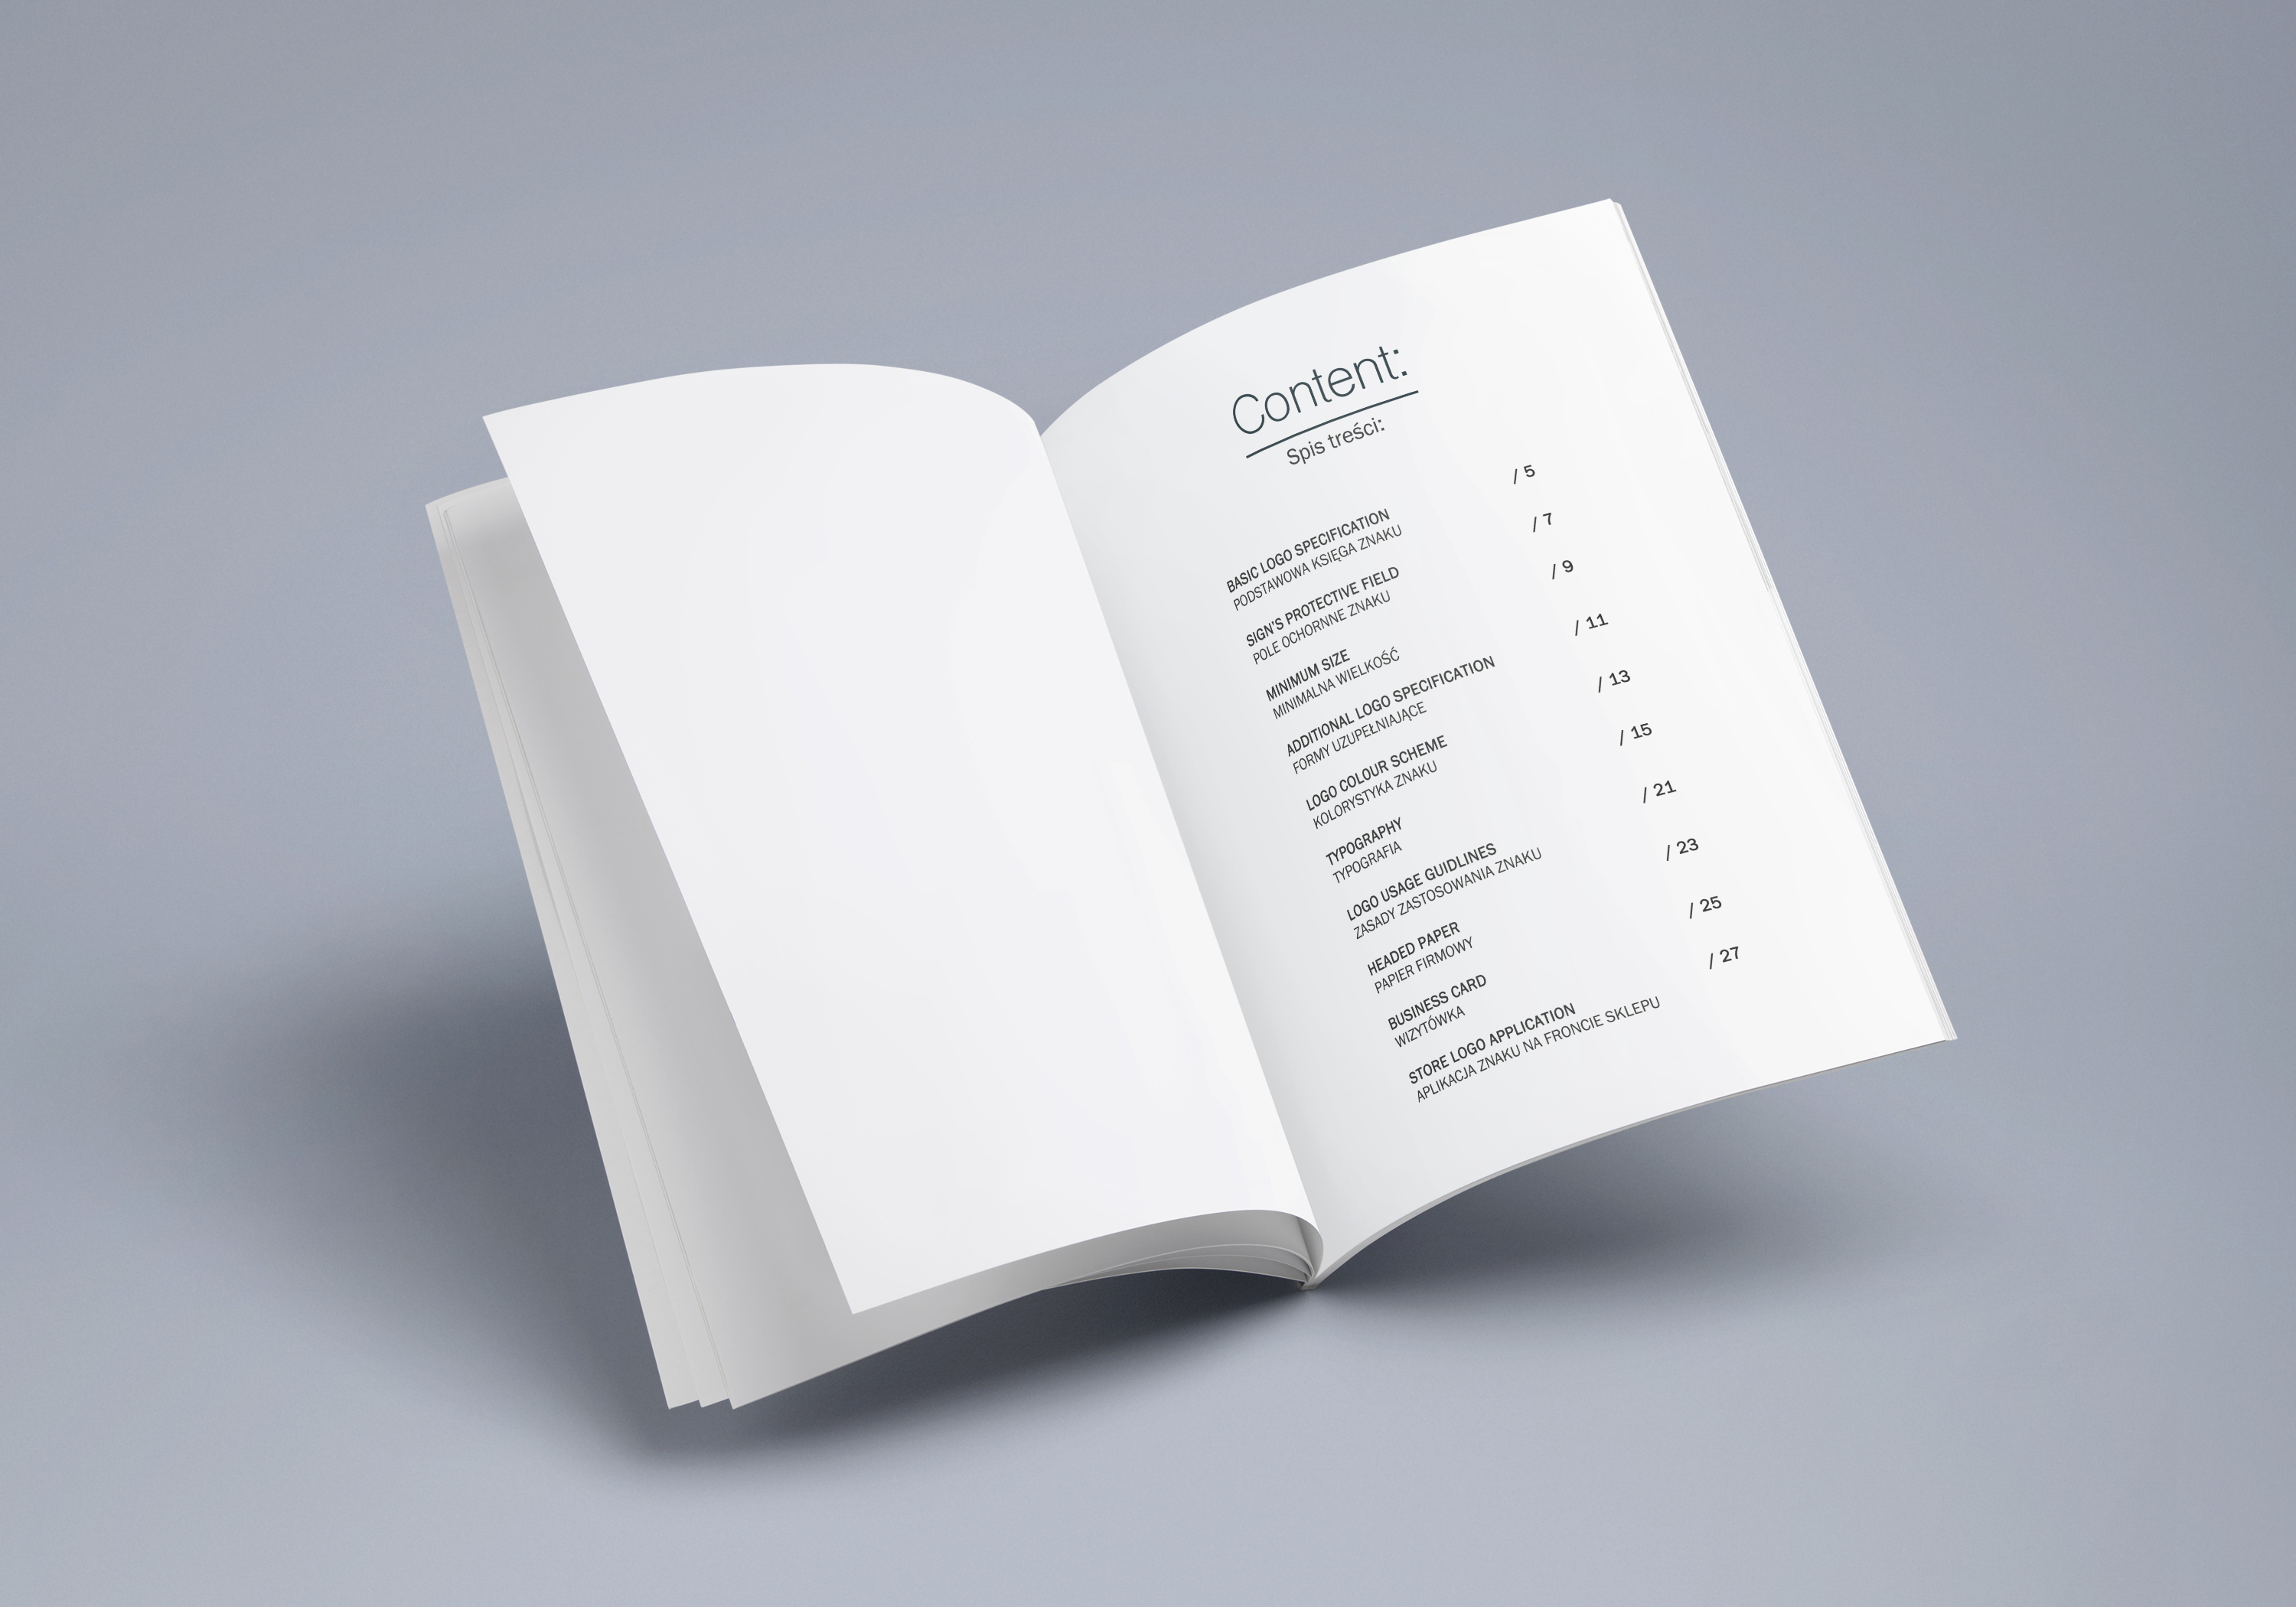 Content:
Spis treści:
BASIC LOGO SPECIFICATION / 5
PODSTAWOWA KSIĘGA ZNAKU
SIGN'S PROTECTIVE FIELD / 7
POLE OCHORNNE ZNAKU
MINIMUM SIZE / 9
MINIMALNA WIELKOŚĆ
ADDITIONAL LOGO SPECIFICATION / 11
FORMY UZUPEŁNIAJĄCE
LOGO COLOUR SCHEME / 13
KOLORYSTYKA ZNAKU
TYPOGRAPHY / 15
TYPOGRAFIA
LOGO USAGE GUIDLINES / 21
ZASADY ZASTOSOWANIA ZNAKU
HEADED PAPER / 23
PAPIER FIRMOWY
BUSINESS CARD / 25
WIZYTÓWKA
STORE LOGO APPLICATION / 27
APLIKACJA ZNAKU NA FRONCIE SKLEPU